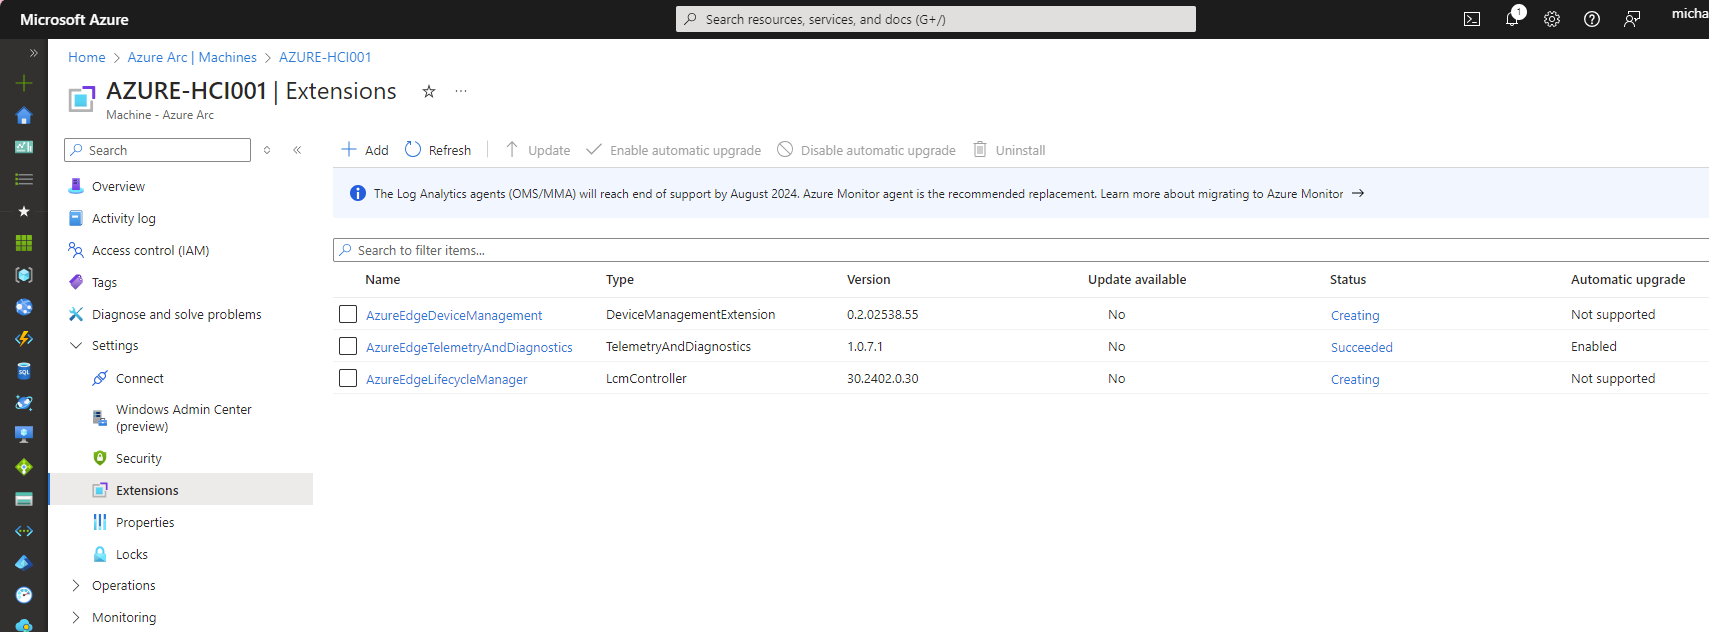 Microsoft Azure
Search resources, services, and docs (G+/)
1
micha
Home > Azure Arc | Machines > AZURE-HCI001
AZURE-HCI001 | Extensions
Machine - Azure Arc
Search
Overview
Activity log
Access control (IAM)
Tags
Diagnose and solve problems
Settings
Connect
Windows Admin Center
(preview)
Security
Extensions
Properties
Locks
Operations
Monitoring
SQL
Add Refresh Update Enable automatic upgrade Disable automatic upgrade Uninstall
The Log Analytics agents (OMS/MMA) will reach end of support by August 2024. Azure Monitor agent is the recommended replacement. Learn more about migrating to Azure Monitor →
Search to filter items...
Name Type Version Update available Status Automatic upgrade
AzureEdgeDeviceManagement DeviceManagementExtension 0.2.02538.55 No Creating Not supported
AzureEdgeTelemetryAndDiagnostics TelemetryAndDiagnostics 1.0.7.1 No Succeeded Enabled
AzureEdgeLifecycleManager LcmController 30.2402.0.30 No Creating Not supported